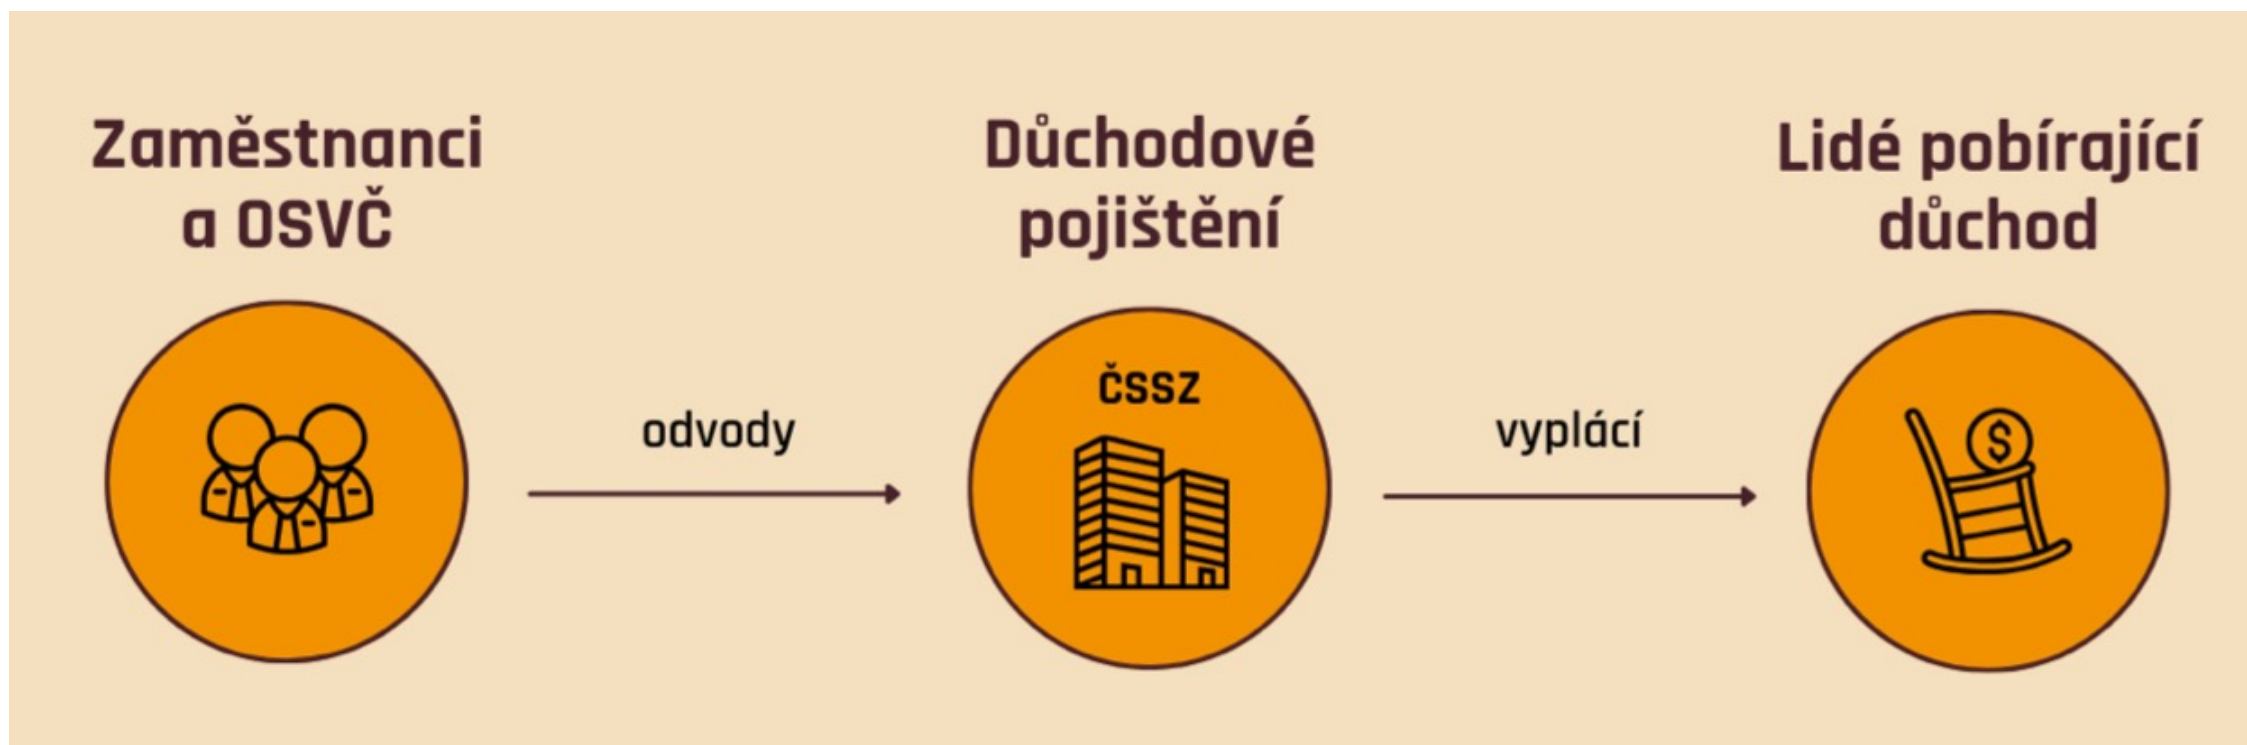 Zaměstnanci
a OSVČ
odvody
Důchodové
pojištění
ČSSZ
vyplácí
Lidé pobírající
důchod
$